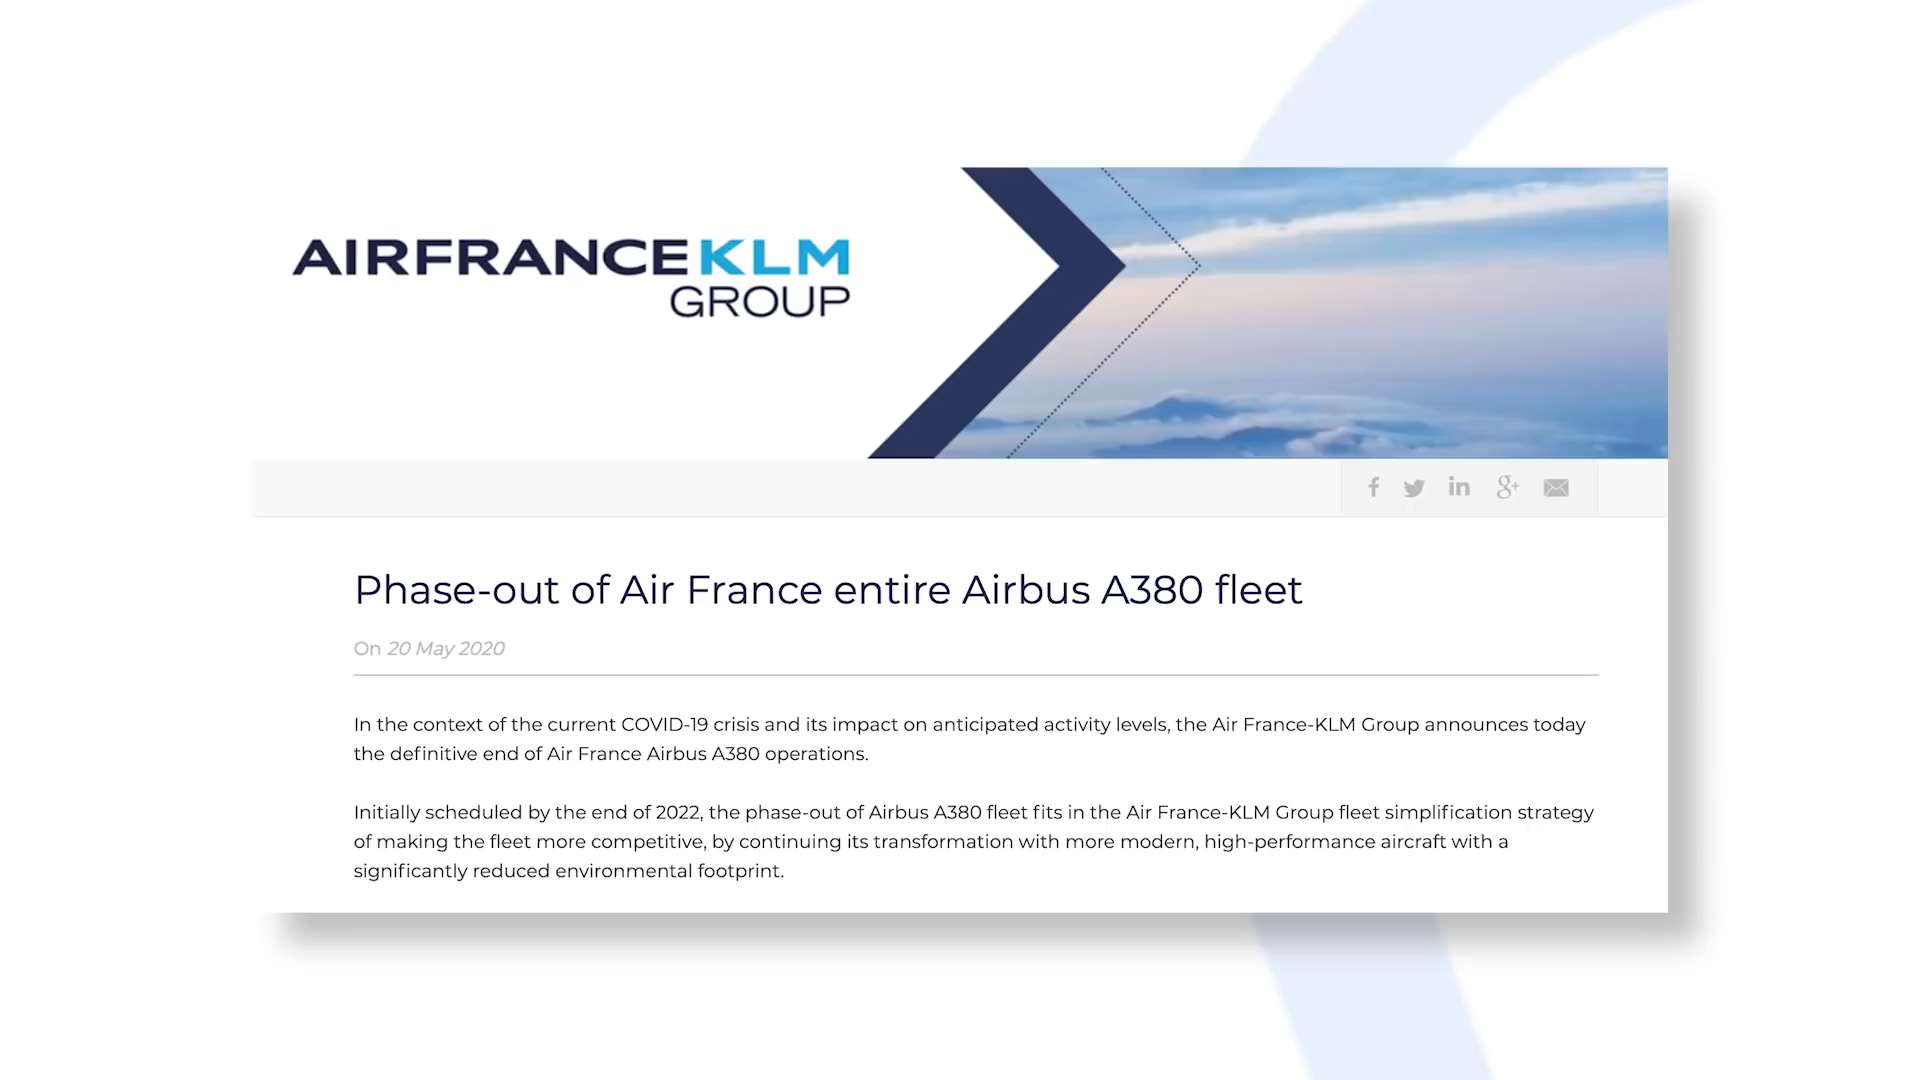 AIRFRANCEKLM
GROUP
Phase-out of Air France entire Airbus A380 fleet
On 20 May 2020
In the context of the current COVID-19 crisis and its impact on anticipated activity levels, the Air France-KLM Group announces today
the definitive end of Air France Airbus A380 operations.
Initially scheduled by the end of 2022, the phase-out of Airbus A380 fleet fits in the Air France-KLM Group fleet simplification strategy
of making the fleet more competitive, by continuing its transformation with more modern, high-performance aircraft with a
significantly reduced environmental footprint.